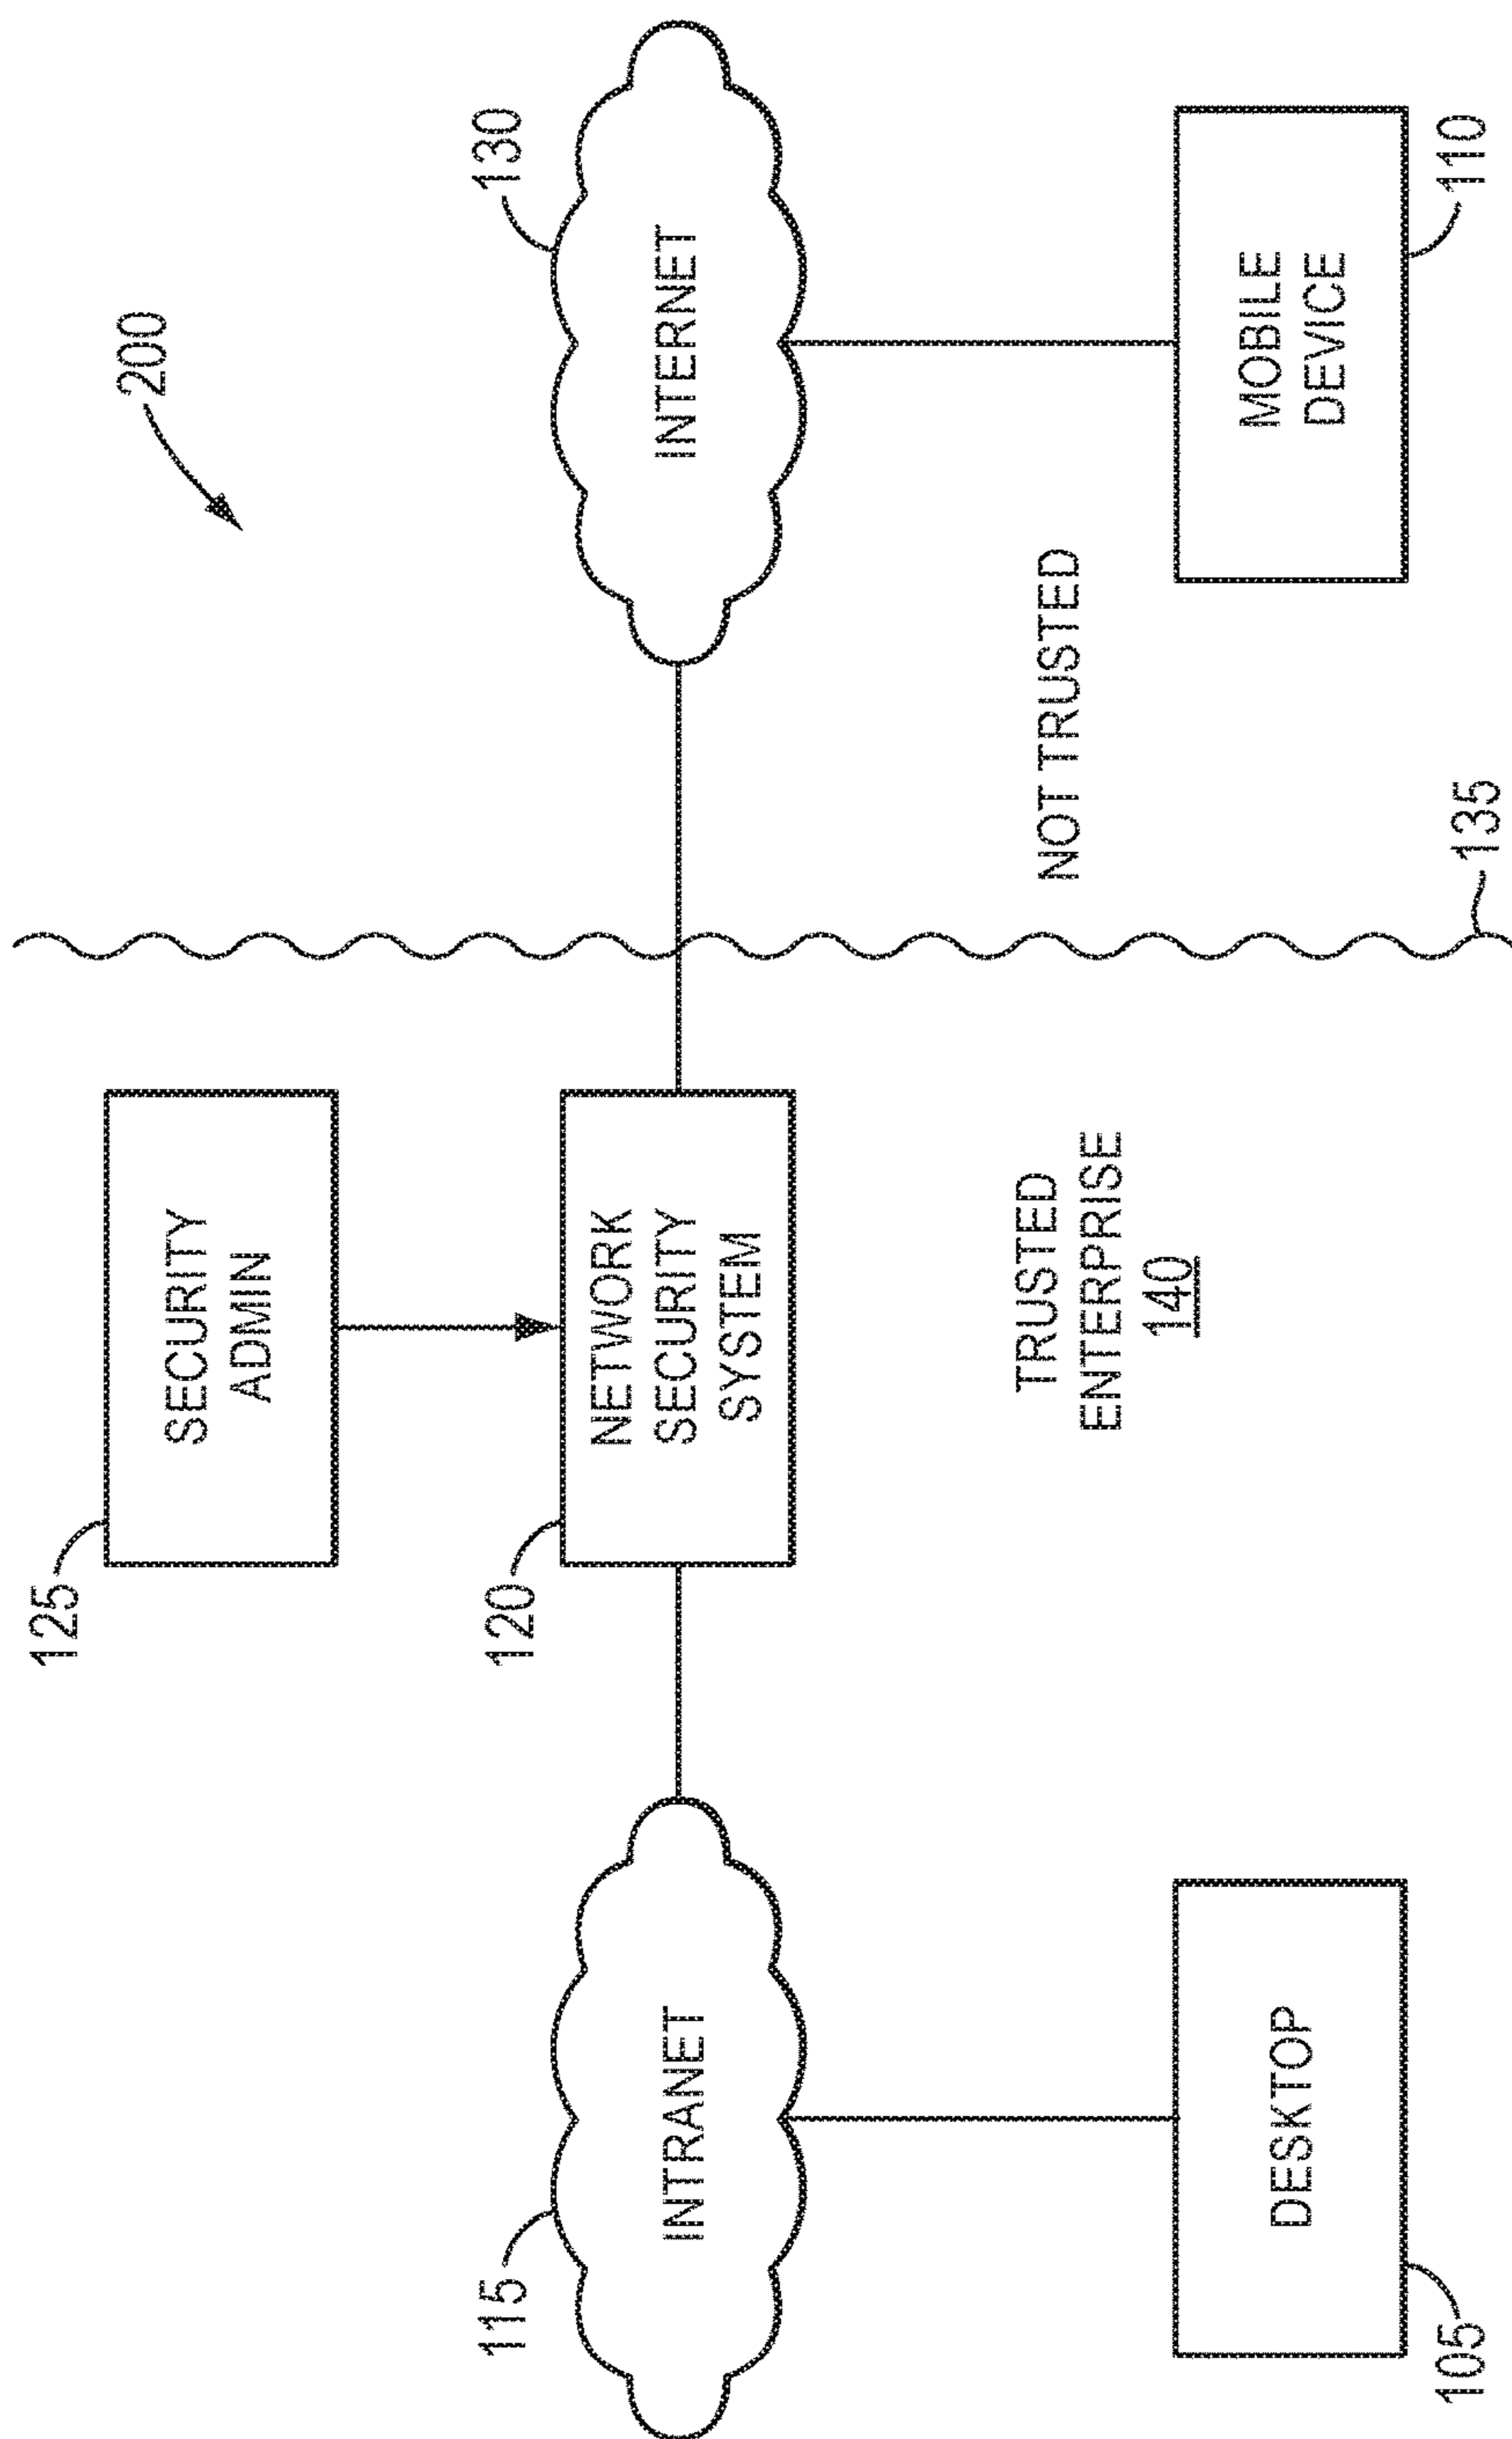 200
125
SECURITY
ADMIN
115
INTRANET
120
NETWORK
SECURITY
SYSTEM
130
INTERNET
TRUSTED
ENTERPRISE
140
NOT TRUSTED
DESKTOP
105
135
MOBILE
DEVICE
110